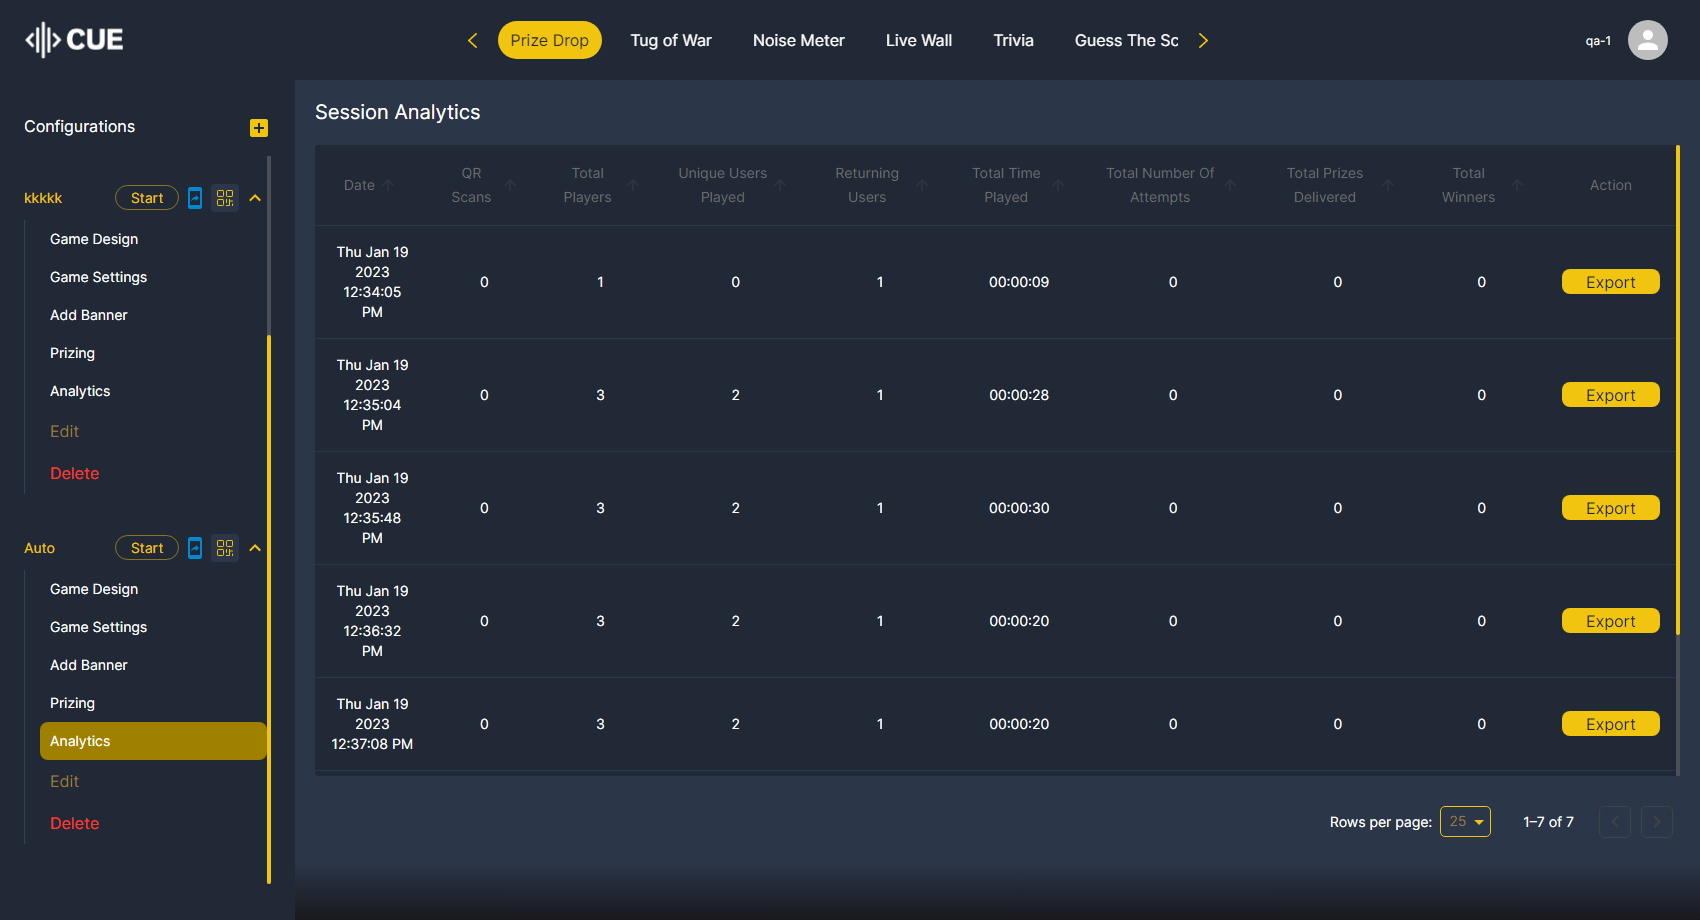 CUE
Prize Drop
Tug of War
Noise Meter
Live Wall
Trivia
Guess The Sc
qa-1
Configurations
kkkkk
Start
Game Design
Game Settings
Add Banner
Prizing
Analytics
Edit
Delete
Auto
Start
Game Design
Game Settings
Add Banner
Prizing
Analytics
Edit
Delete
Session Analytics
Date
QR
Scans
Total
Players
Unique Users
Played
Returning
Users
Total Time
Played
Total Number Of
Attempts
Total Prizes
Delivered
Total
Winners
Action
Thu Jan 19
2023
12:34:05
PM
0
1
0
1
00:00:09
0
0
0
Export
Thu Jan 19
2023
12:35:04
PM
0
3
2
1
00:00:28
0
0
0
Export
Thu Jan 19
2023
12:35:48
PM
0
3
2
1
00:00:30
0
0
0
Export
Thu Jan 19
2023
12:36:32
PM
0
3
2
1
00:00:20
0
0
0
Export
Thu Jan 19
2023
12:37:08 PM
0
3
2
1
00:00:20
0
0
0
Export
Rows per page:
25
1–7 of 7